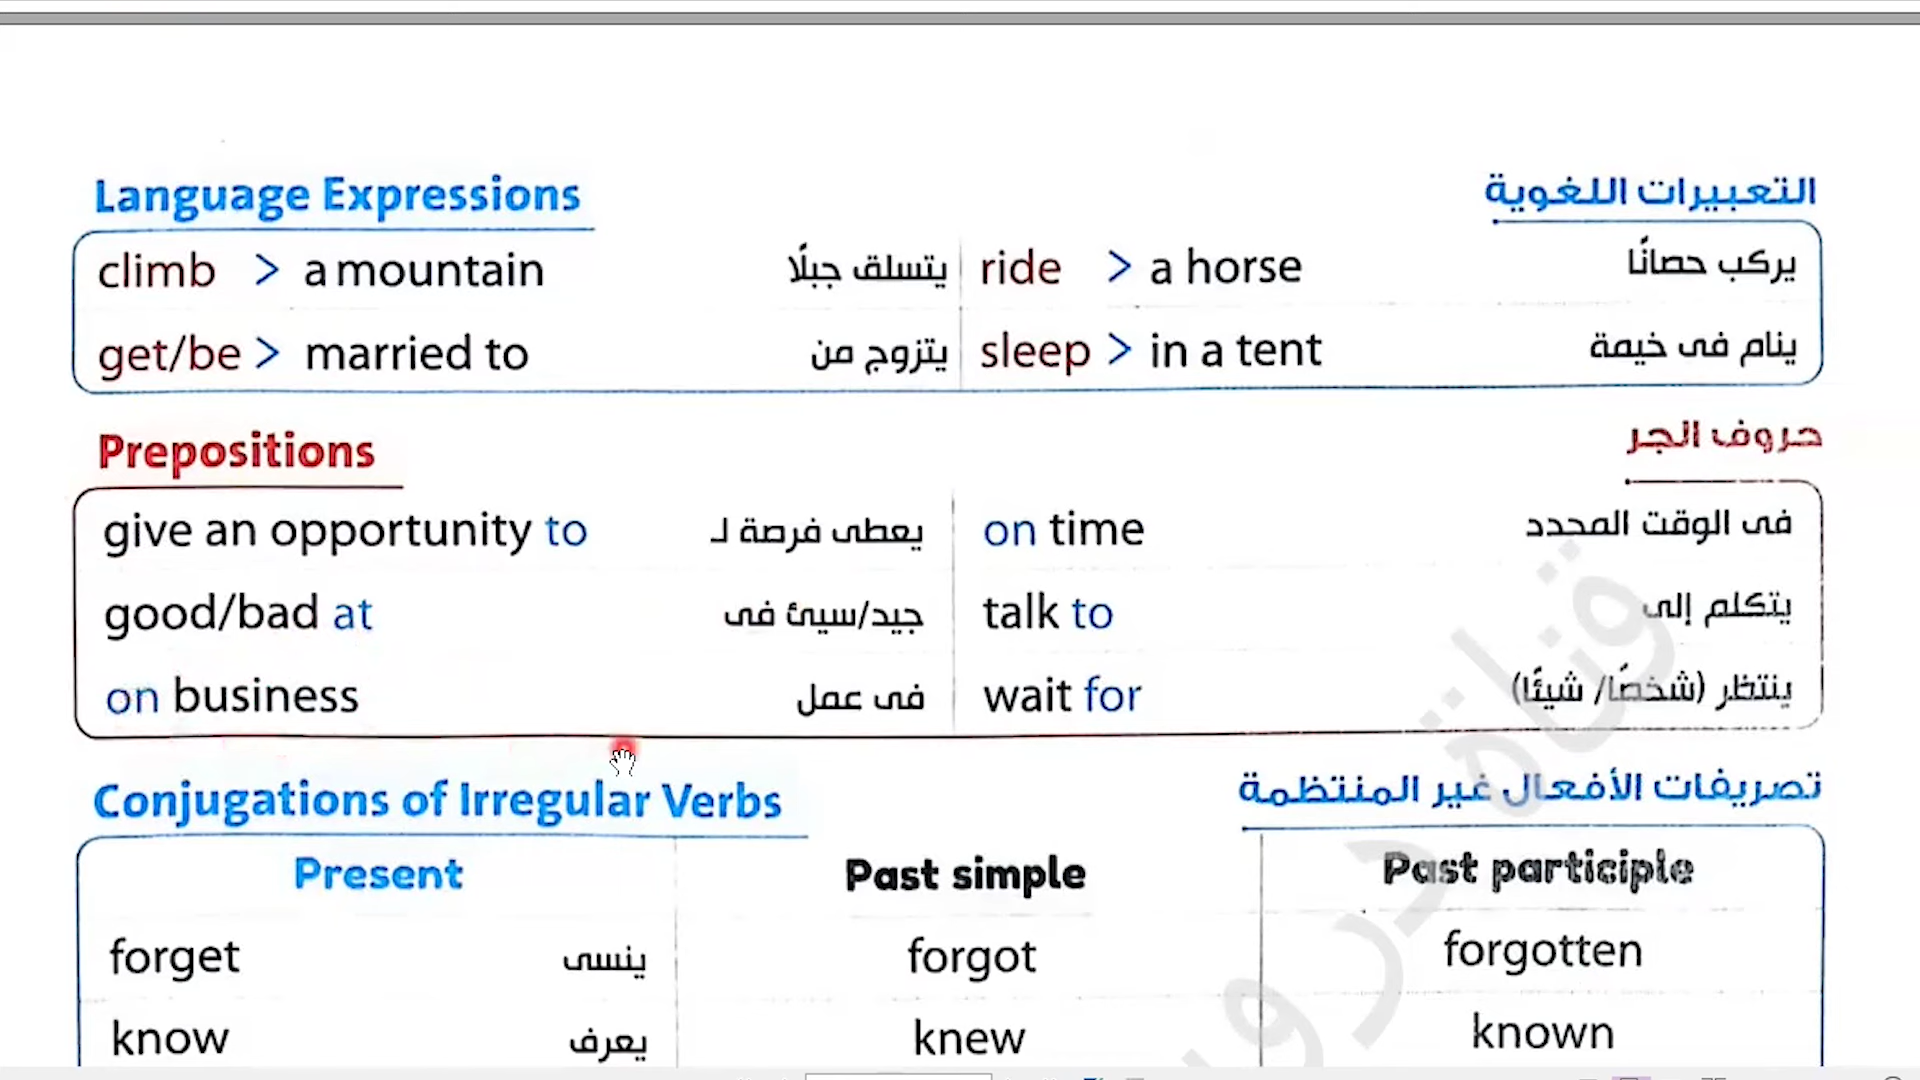 Language Expressions التعبيرات اللغوية
climb > a mountain يتسلق جبلًا ride > a horse يركب حصانًا
get/be > married to يتزوج من sleep > in a tent ينام فى خيمة
Prepositions حروف الجر
give an opportunity to يعطى فرصة لـ on time فى الوقت المحدد
good/bad at جيد/سيئ فى talk to يتكلم إلى
on business فى عمل wait for ينتظر (شخصًا/ شيئًا)
Conjugations of Irregular Verbs تصريفات الأفعال غير المنتظمة
Present Past simple Past participle
forget ينسى forgot forgotten
know يعرف knew known
قناة